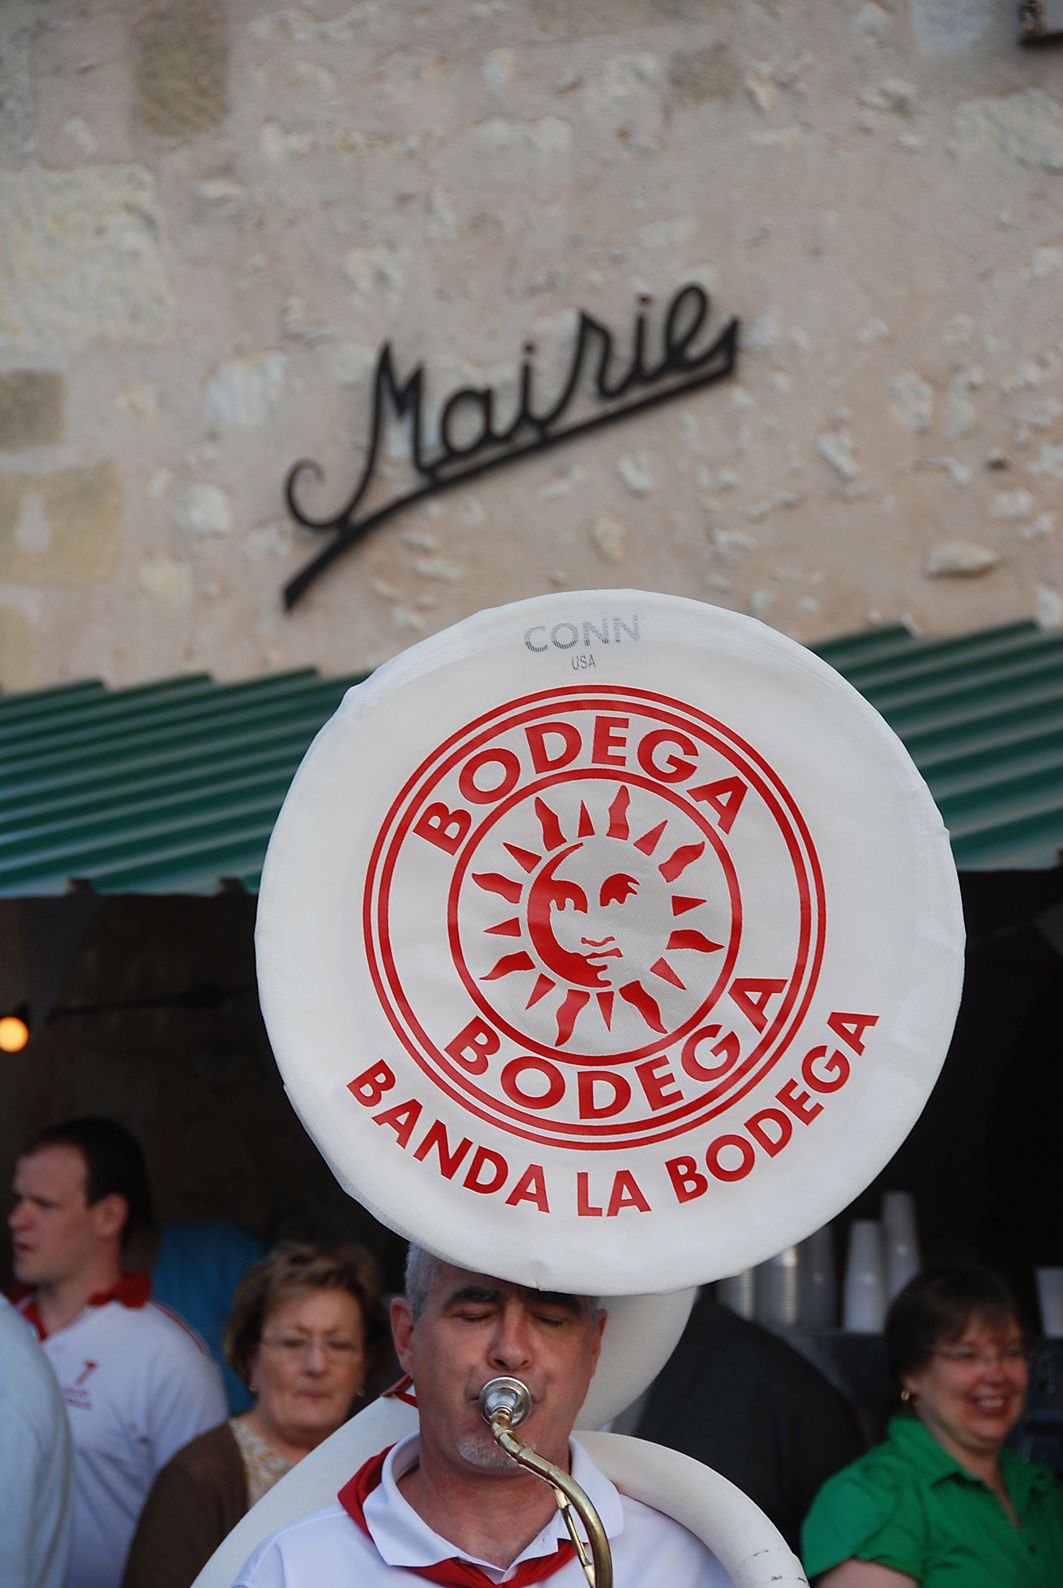 Mairie
CONN
USA
BODEGA
BODEGA
BANDA LA BODEGA